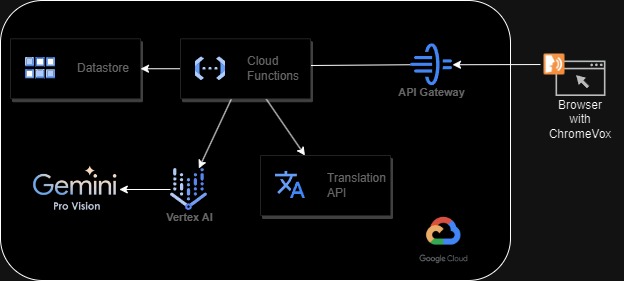 Datastore
Cloud
Functions
API Gateway
Browser
with
ChromeVox
Gemini
Pro Vision
Vertex AI
Translation
API
Google Cloud